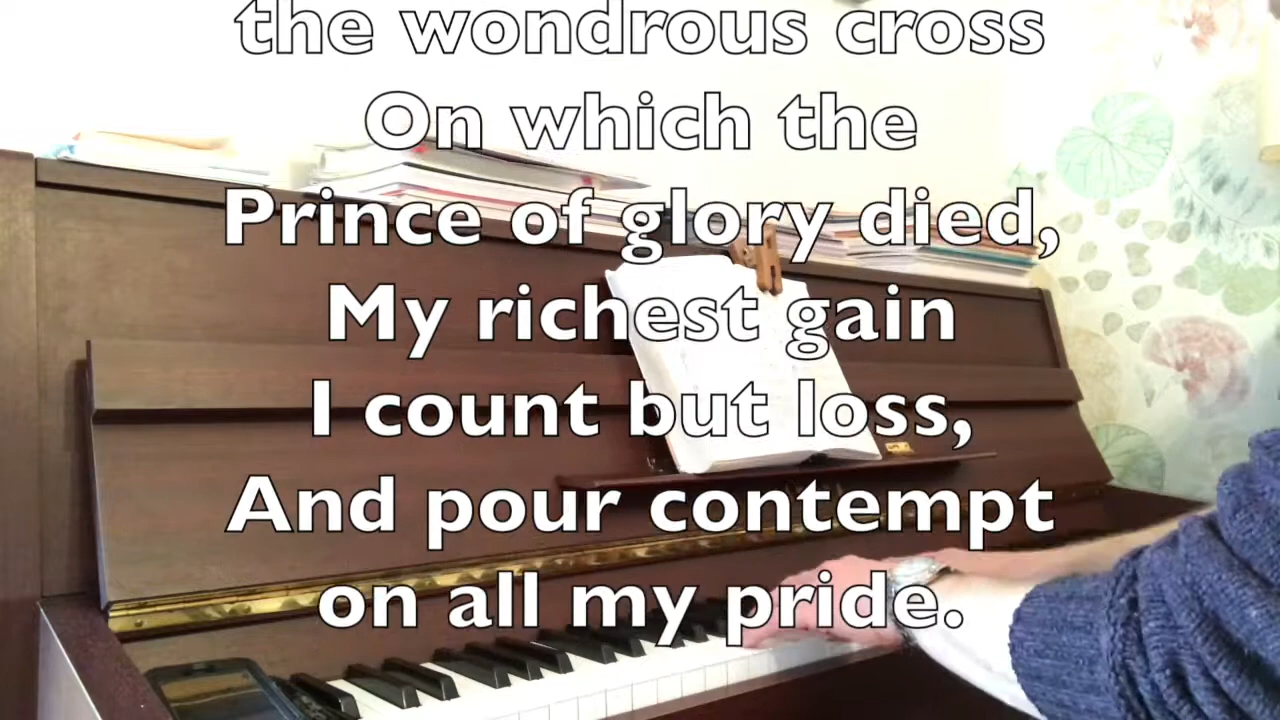 the wondrous cross
On which the
Prince of glory died,
My richest gain
I count but loss,
And pour contempt
on all my pride.